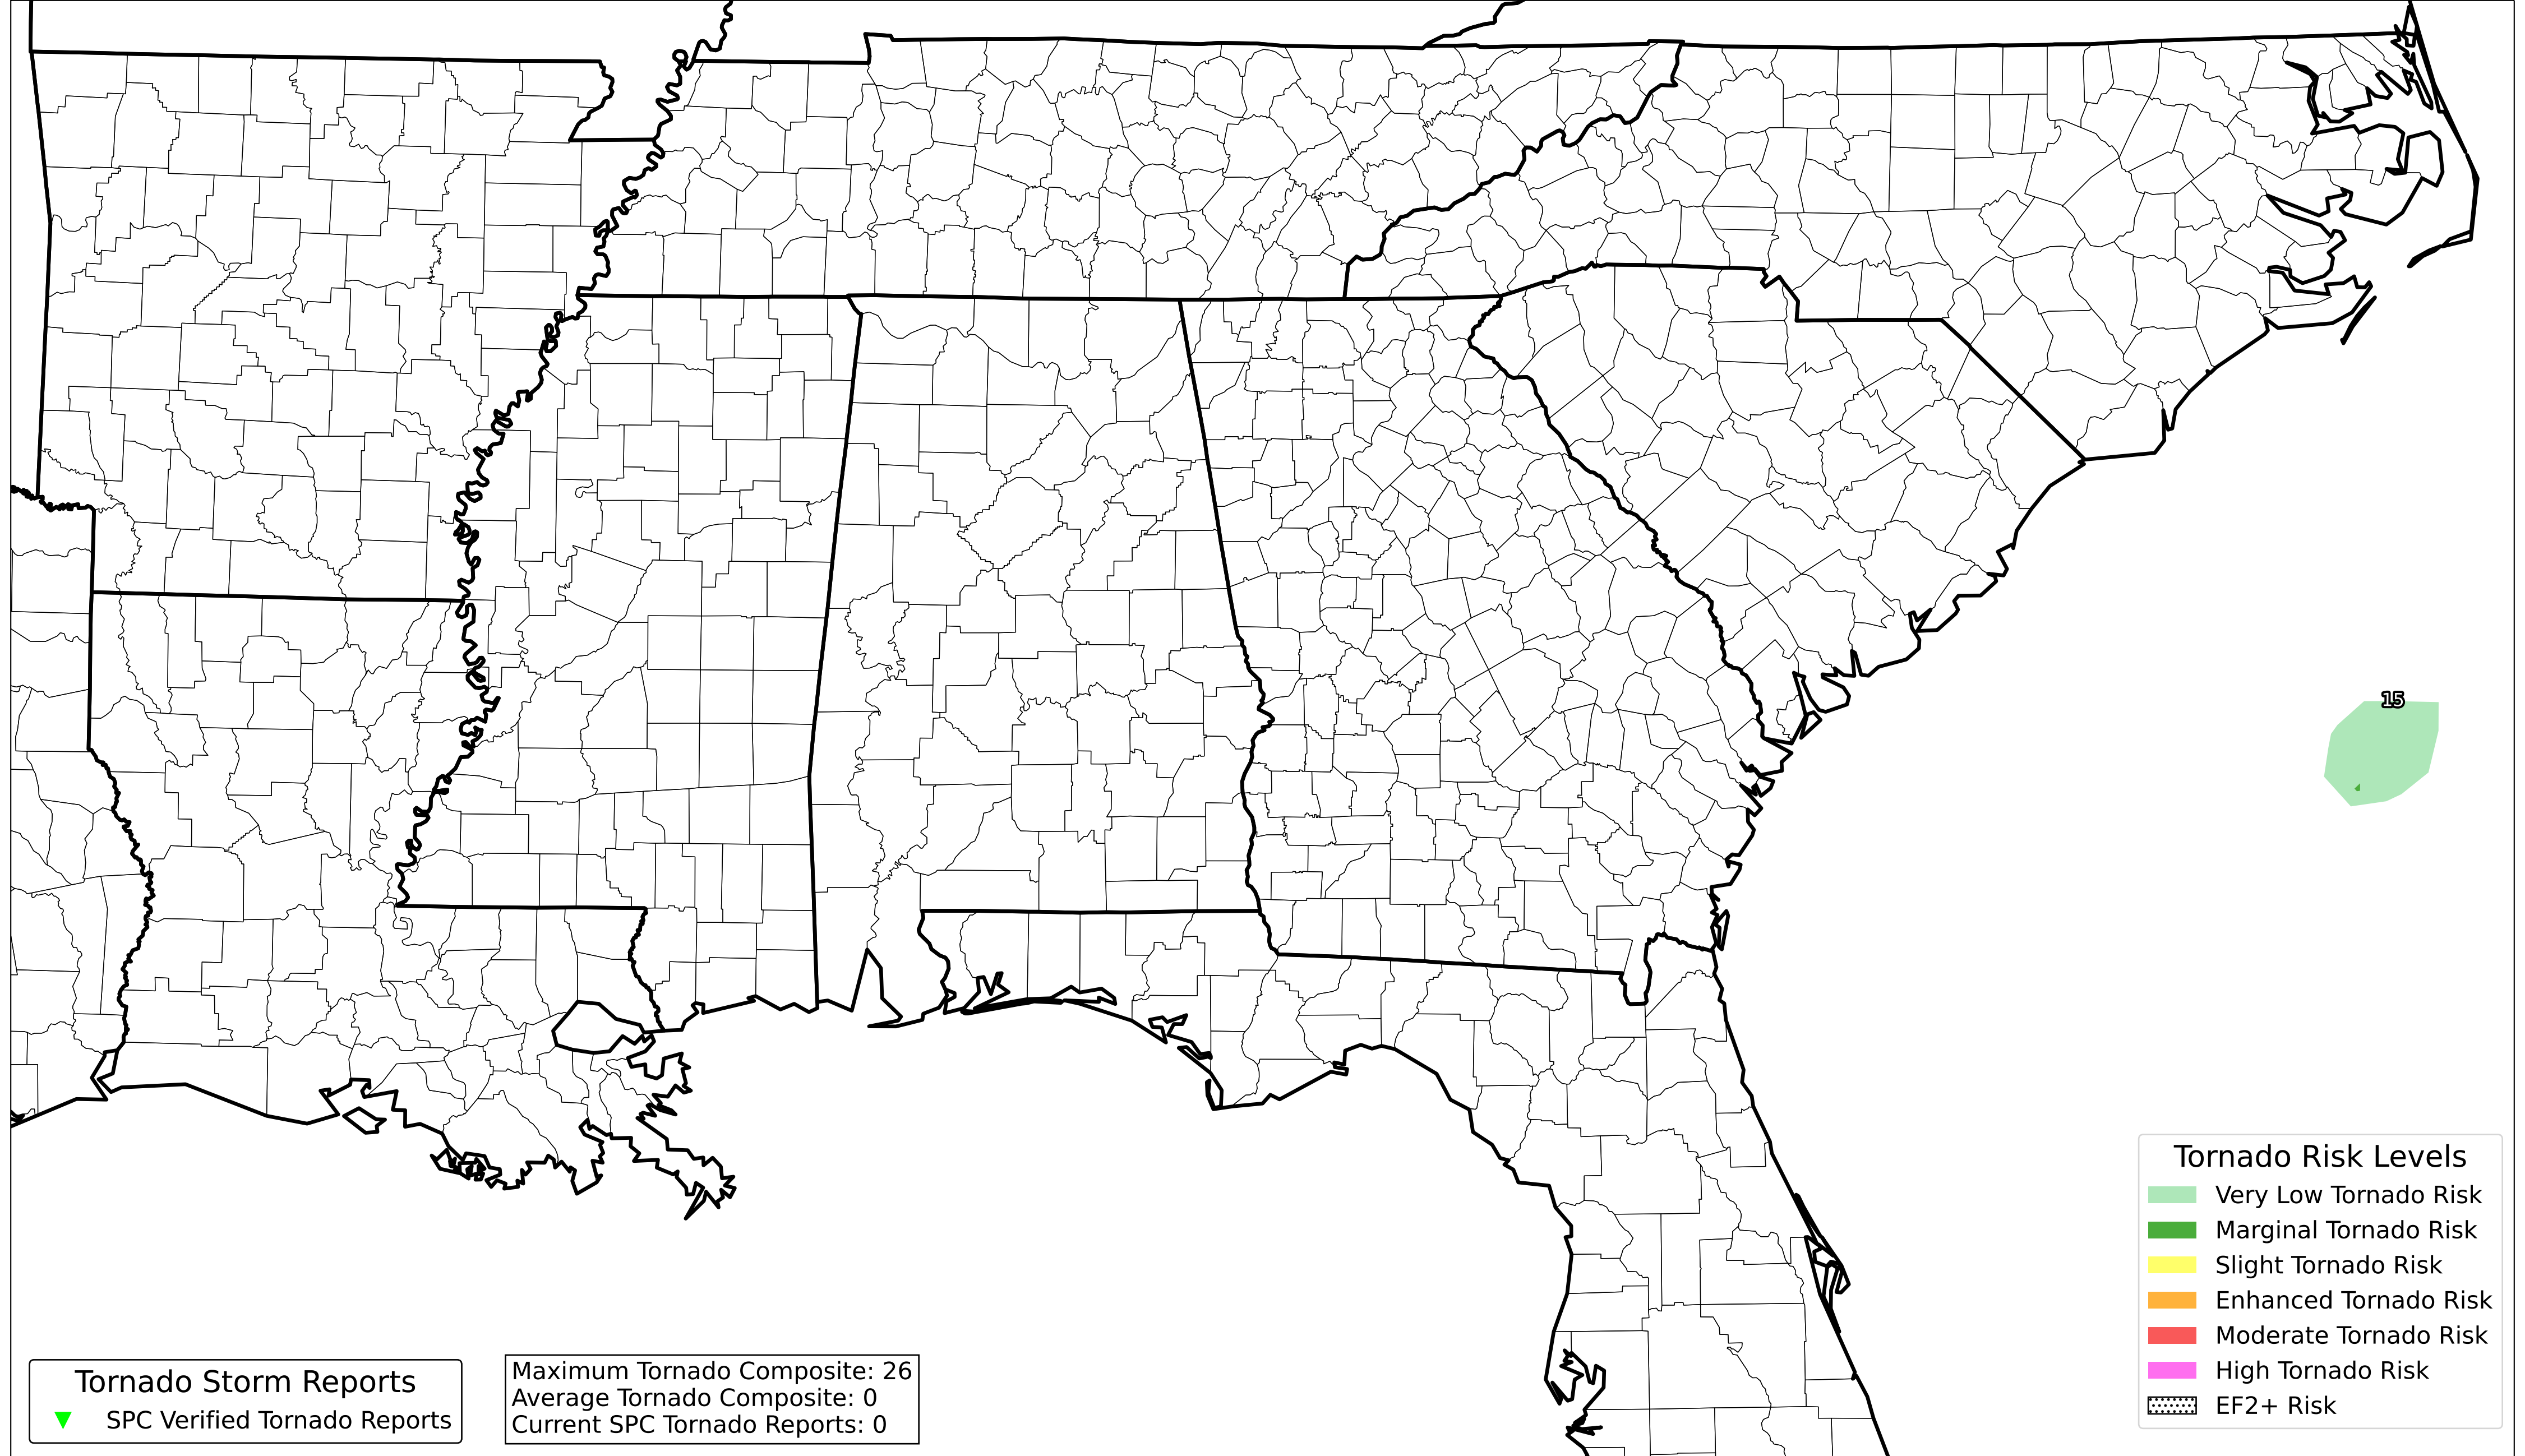 15
Tornado Risk Levels
Very Low Tornado Risk
Marginal Tornado Risk
Slight Tornado Risk
Enhanced Tornado Risk
Moderate Tornado Risk
High Tornado Risk
EF2+ Risk
Tornado Storm Reports
SPC Verified Tornado Reports
Maximum Tornado Composite: 26
Average Tornado Composite: 0
Current SPC Tornado Reports: 0